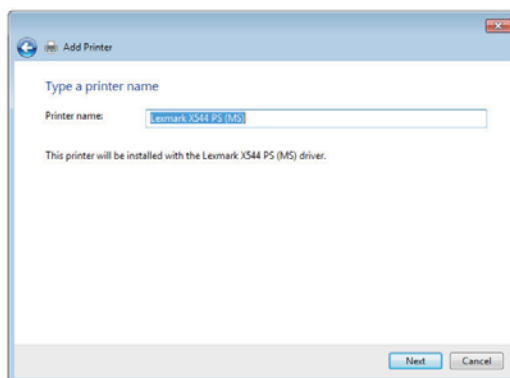 Add Printer
Type a printer name
Printer name: Lexmark X544 PS (MS)
This printer will be installed with the Lexmark X544 PS (MS) driver.
Next Cancel